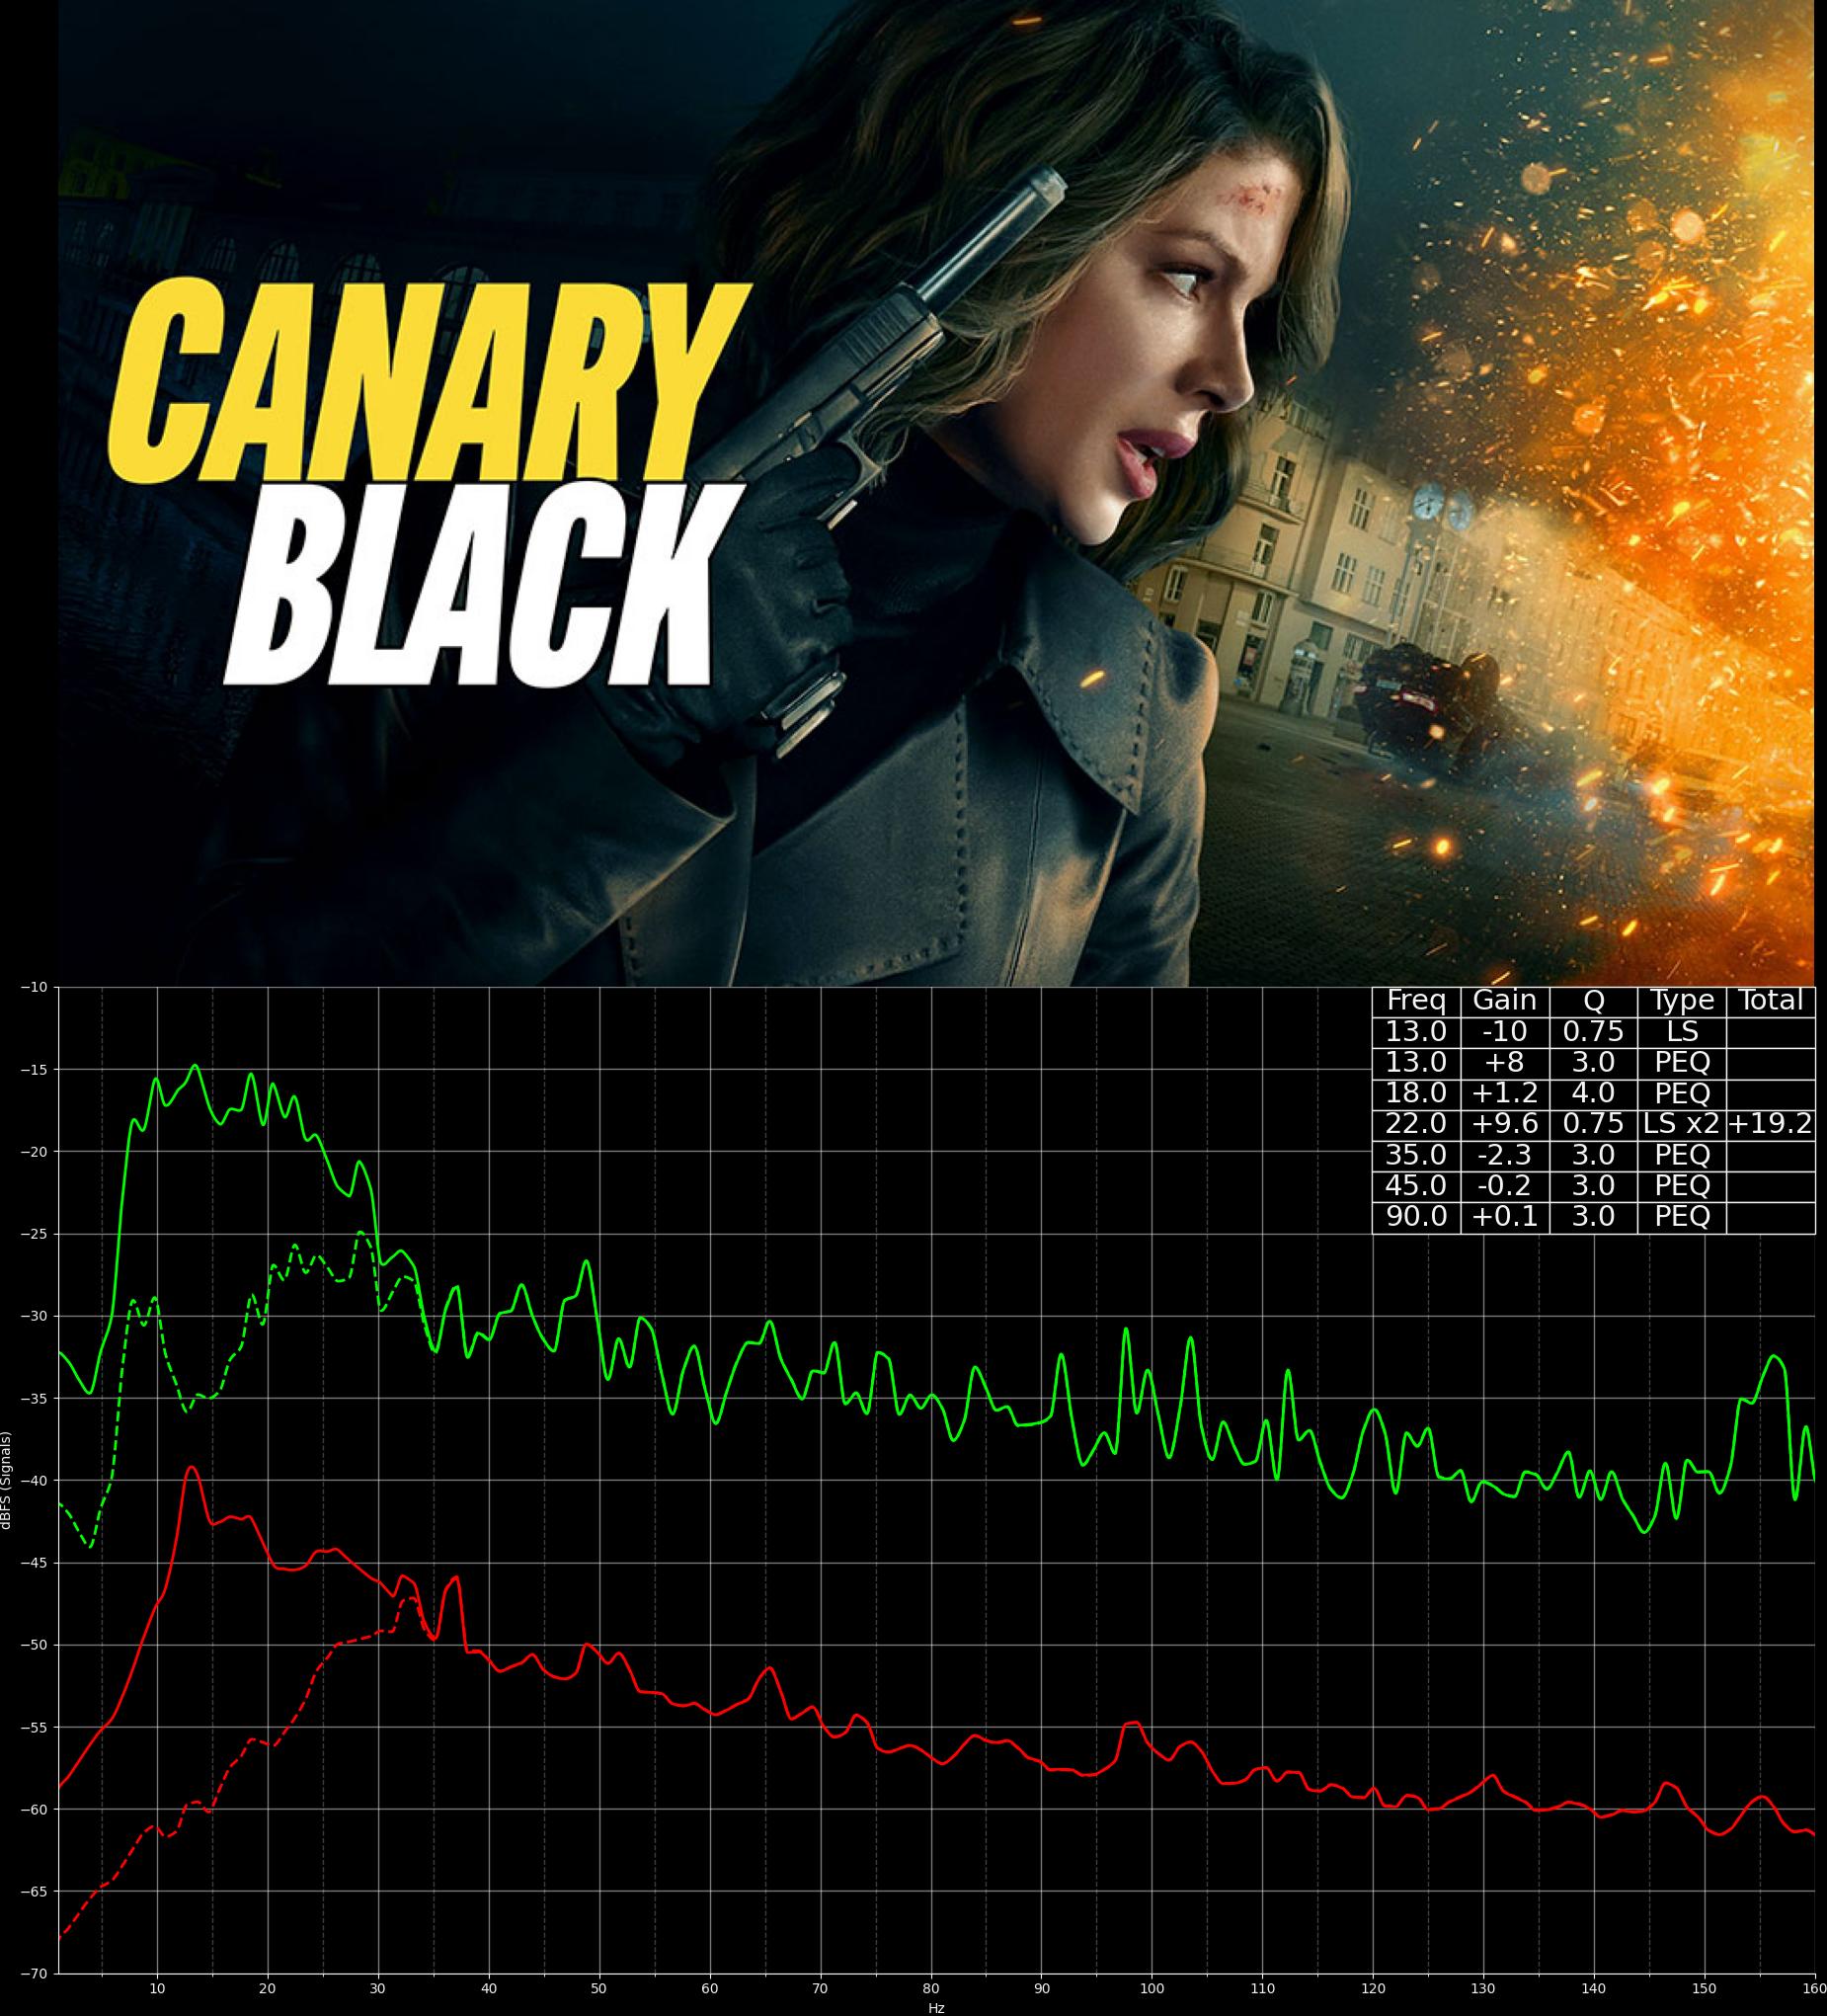 CANARY
BLACK
Freq Gain Q Type Total
13.0 -10 0.75 LS
13.0 +8 3.0 PEQ
18.0 +1.2 4.0 PEQ
22.0 +9.6 0.75 LS x2 +19.2
35.0 -2.3 3.0 PEQ
45.0 -0.2 3.0 PEQ
90.0 +0.1 3.0 PEQ
−10
−15
−20
−25
−30
−35
−40
−45
−50
−55
−60
−65
−70
dBFS (Signals)
10 20 30 40 50 60 70 80 90 100 110 120 130 140 150 160
Hz